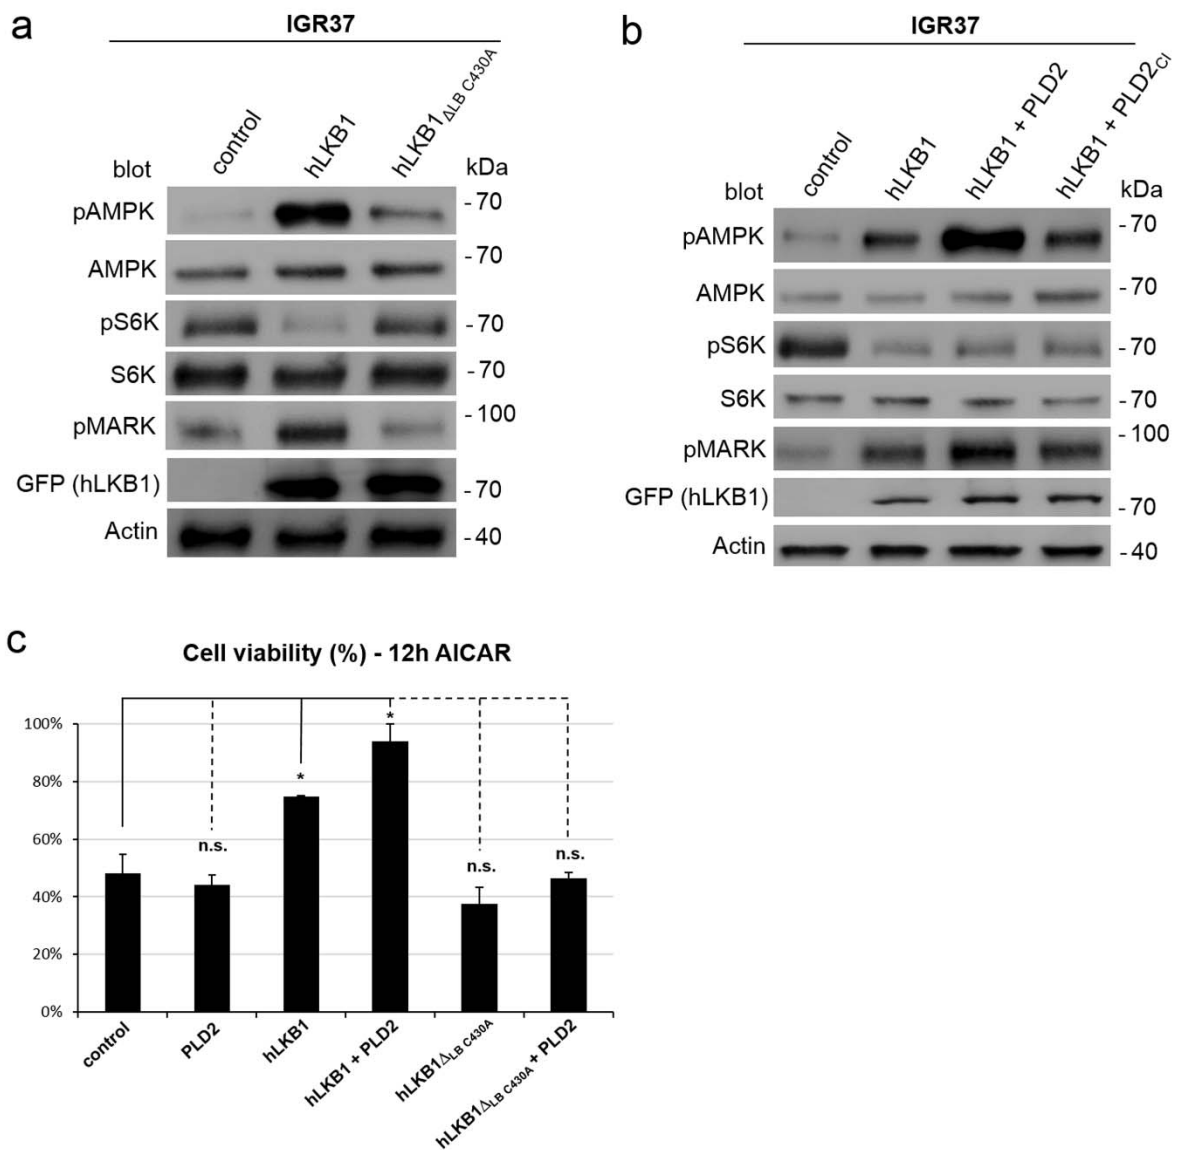 a
IGR37
control
hLKB1
hLKB1ΔLB C430A
blot
kDa
pAMPK
- 70
AMPK
- 70
pS6K
- 70
S6K
- 70
pMARK
- 100
GFP (hLKB1)
- 70
Actin
- 40
b
IGR37
control
hLKB1
hLKB1 + PLD2
hLKB1 + PLD2CI
blot
kDa
pAMPK
- 70
AMPK
- 70
pS6K
- 70
S6K
- 70
pMARK
- 100
GFP (hLKB1)
- 70
Actin
- 40
c
Cell viability (%) - 12h AICAR
100%
80%
60%
40%
20%
0%
n.s.
*
*
n.s.
n.s.
control
PLD2
hLKB1
hLKB1 + PLD2
hLKB1ΔLB C430A
hLKB1ΔLB C430A + PLD2